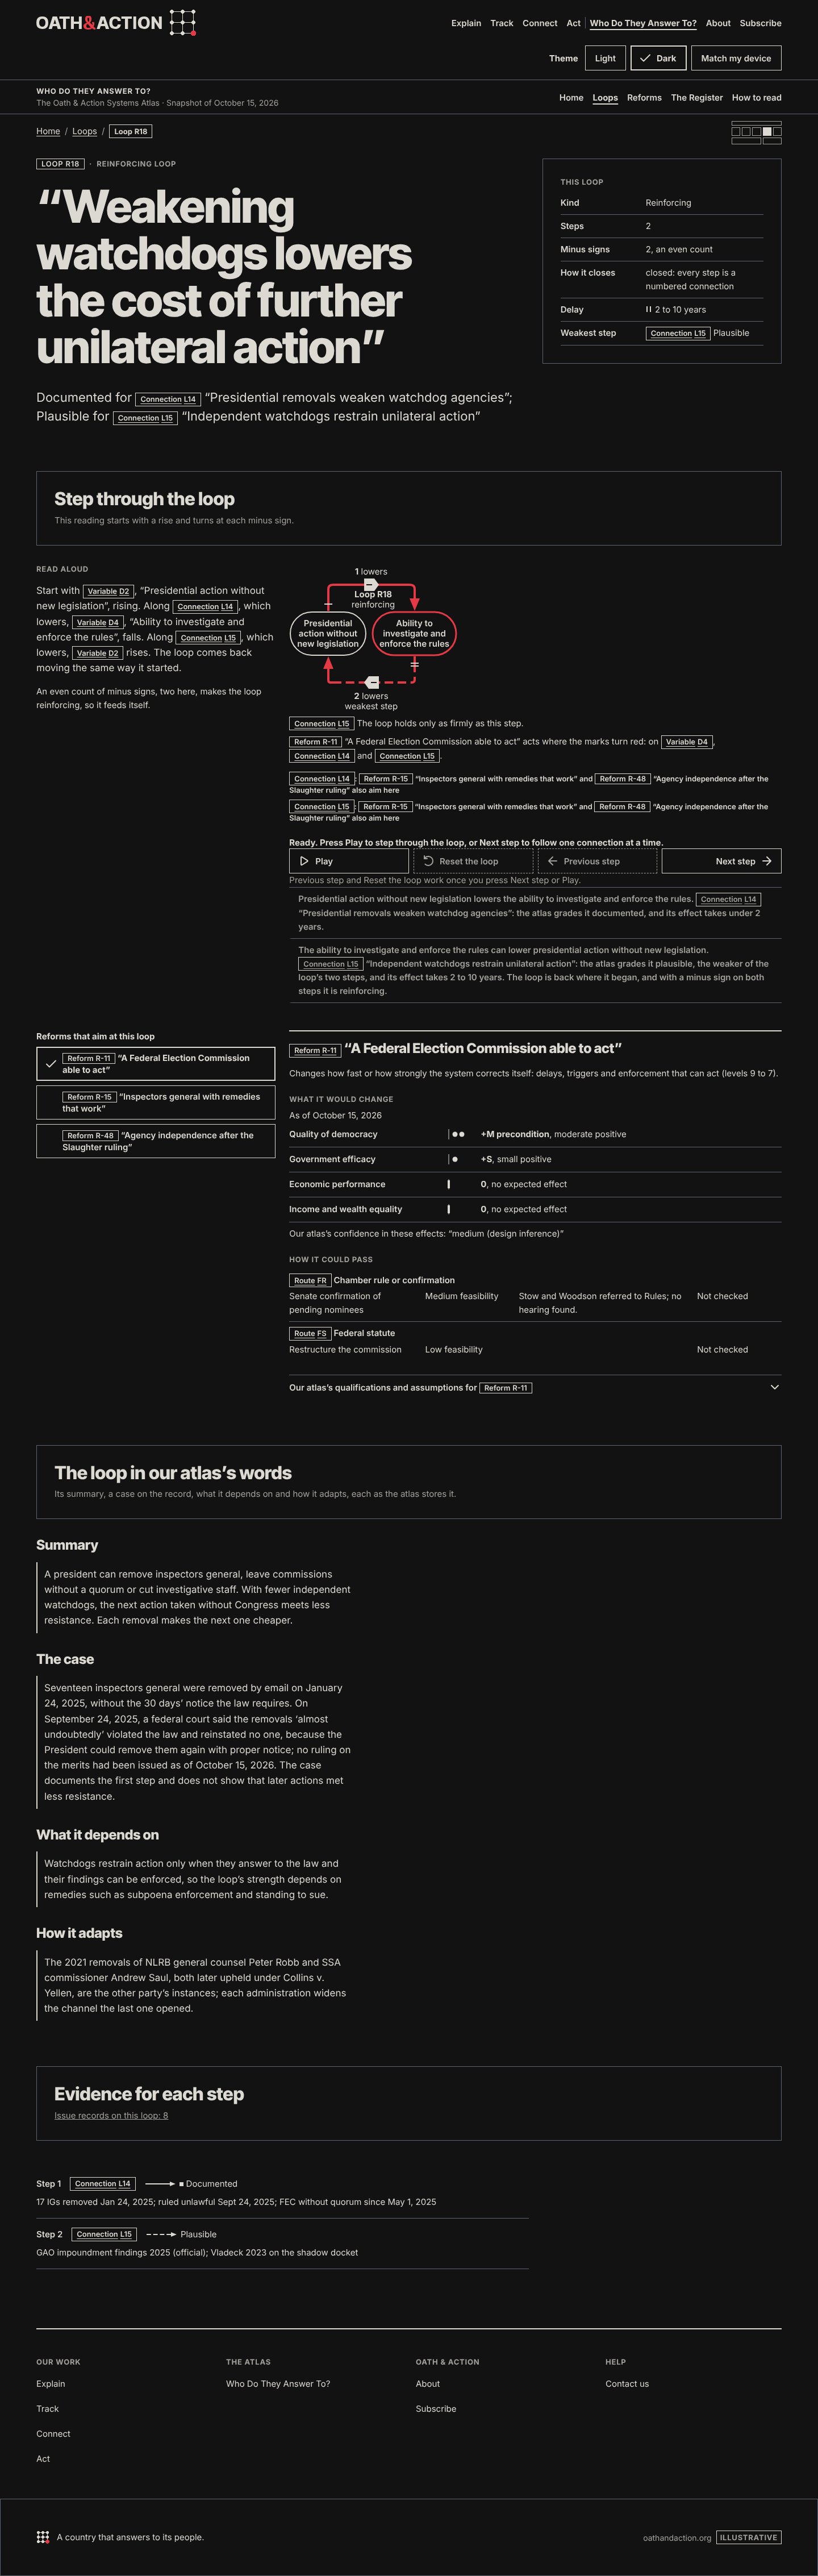 OATH&ACTION
Explain Track Connect Act Who Do They Answer To? About Subscribe
Theme Light Dark Match my device
WHO DO THEY ANSWER TO?
The Oath & Action Systems Atlas · Snapshot of October 15, 2026
Home Loops Reforms The Register How to read
Home / Loops / Loop R18
LOOP R18 · REINFORCING LOOP
“Weakening
watchdogs lowers
the cost of further
unilateral action”
Documented for Connection L14 “Presidential removals weaken watchdog agencies”;
Plausible for Connection L15 “Independent watchdogs restrain unilateral action”
THIS LOOP
Kind Reinforcing
Steps 2
Minus signs 2, an even count
How it closes closed: every step is a
numbered connection
Delay 2 to 10 years
Weakest step Connection L15 Plausible
Step through the loop
This reading starts with a rise and turns at each minus sign.
READ ALOUD
Start with Variable D2, “Presidential action without
new legislation”, rising. Along Connection L14, which
lowers, Variable D4, “Ability to investigate and
enforce the rules”, falls. Along Connection L15, which
lowers, Variable D2 rises. The loop comes back
moving the same way it started.
An even count of minus signs, two here, makes the loop
reinforcing, so it feeds itself.
1 lowers
Loop R18
reinforcing
Presidential
action without
new legislation
Ability to
investigate and
enforce the rules
2 lowers
weakest step
Connection L15 The loop holds only as firmly as this step.
Reform R-11 “A Federal Election Commission able to act” acts where the marks turn red: on Variable D4,
Connection L14 and Connection L15.
Connection L14: Reform R-15 “Inspectors general with remedies that work” and Reform R-48 “Agency independence after the
Slaughter ruling” also aim here
Connection L15: Reform R-15 “Inspectors general with remedies that work” and Reform R-48 “Agency independence after the
Slaughter ruling” also aim here
Ready. Press Play to step through the loop, or Next step to follow one connection at a time.
Play Reset the loop Previous step Next step
Previous step and Reset the loop work once you press Next step or Play.
Presidential action without new legislation lowers the ability to investigate and enforce the rules. Connection L14
“Presidential removals weaken watchdog agencies”: the atlas grades it documented, and its effect takes under 2
years.
The ability to investigate and enforce the rules can lower presidential action without new legislation.
Connection L15 “Independent watchdogs restrain unilateral action”: the atlas grades it plausible, the weaker of the
loop’s two steps, and its effect takes 2 to 10 years. The loop is back where it began, and with a minus sign on both
steps it is reinforcing.
Reforms that aim at this loop
Reform R-11 “A Federal Election Commission
able to act”
Reform R-15 “Inspectors general with remedies
that work”
Reform R-48 “Agency independence after the
Slaughter ruling”
Reform R-11 “A Federal Election Commission able to act”
Changes how fast or how strongly the system corrects itself: delays, triggers and enforcement that can act (levels 9 to 7).
WHAT IT WOULD CHANGE
As of October 15, 2026
Quality of democracy +M precondition, moderate positive
Government efficacy +S, small positive
Economic performance 0, no expected effect
Income and wealth equality 0, no expected effect
Our atlas’s confidence in these effects: “medium (design inference)”
HOW IT COULD PASS
Route FR Chamber rule or confirmation
Senate confirmation of
pending nominees
Medium feasibility
Stow and Woodson referred to Rules; no
hearing found.
Not checked
Route FS Federal statute
Restructure the commission Low feasibility Not checked
Our atlas’s qualifications and assumptions for Reform R-11
The loop in our atlas’s words
Its summary, a case on the record, what it depends on and how it adapts, each as the atlas stores it.
Summary
A president can remove inspectors general, leave commissions
without a quorum or cut investigative staff. With fewer independent
watchdogs, the next action taken without Congress meets less
resistance. Each removal makes the next one cheaper.
The case
Seventeen inspectors general were removed by email on January
24, 2025, without the 30 days’ notice the law requires. On
September 24, 2025, a federal court said the removals ‘almost
undoubtedly’ violated the law and reinstated no one, because the
President could remove them again with proper notice; no ruling on
the merits had been issued as of October 15, 2026. The case
documents the first step and does not show that later actions met
less resistance.
What it depends on
Watchdogs restrain action only when they answer to the law and
their findings can be enforced, so the loop’s strength depends on
remedies such as subpoena enforcement and standing to sue.
How it adapts
The 2021 removals of NLRB general counsel Peter Robb and SSA
commissioner Andrew Saul, both later upheld under Collins v.
Yellen, are the other party’s instances; each administration widens
the channel the last one opened.
Evidence for each step
Issue records on this loop: 8
Step 1 Connection L14 Documented
17 IGs removed Jan 24, 2025; ruled unlawful Sept 24, 2025; FEC without quorum since May 1, 2025
Step 2 Connection L15 Plausible
GAO impoundment findings 2025 (official); Vladeck 2023 on the shadow docket
OUR WORK
Explain
Track
Connect
Act
THE ATLAS
Who Do They Answer To?
OATH & ACTION
About
Subscribe
HELP
Contact us
A country that answers to its people.
oathandaction.org ILLUSTRATIVE